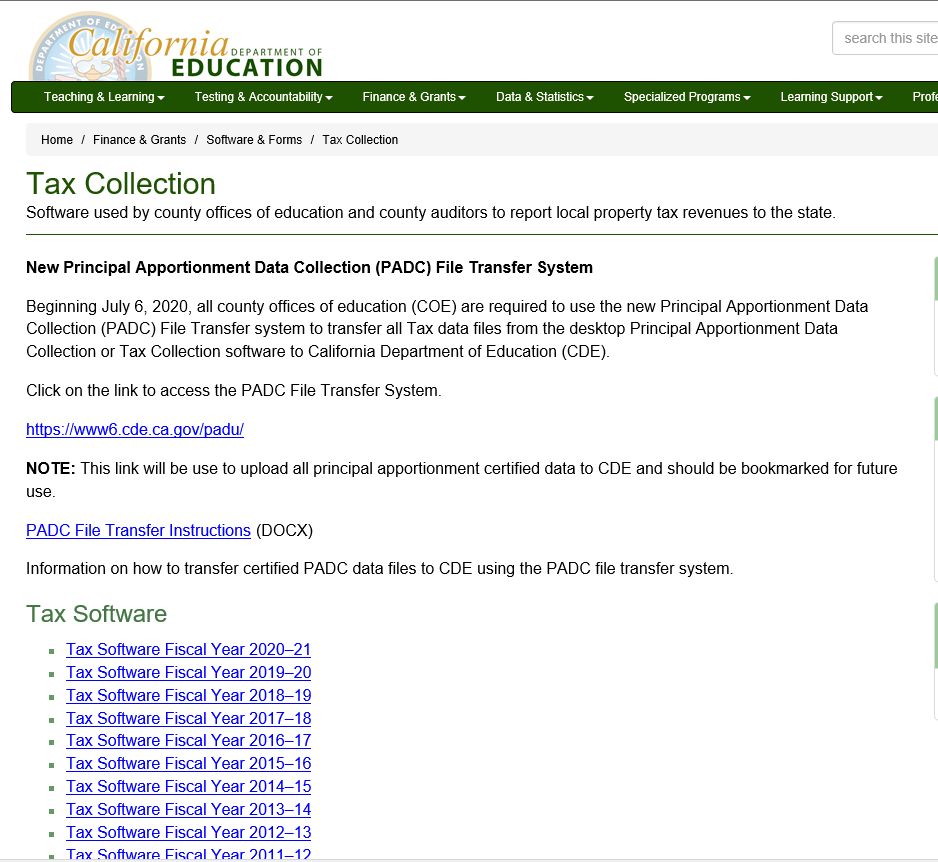 DEPARTMENT OF EDU
California DEPARTMENT OF
EDUCATION
search this site
Teaching & Learning Testing & Accountability Finance & Grants Data & Statistics Specialized Programs Learning Support Profe
Home / Finance & Grants / Software & Forms / Tax Collection
Tax Collection
Software used by county offices of education and county auditors to report local property tax revenues to the state.
New Principal Apportionment Data Collection (PADC) File Transfer System
Beginning July 6, 2020, all county offices of education (COE) are required to use the new Principal Apportionment Data
Collection (PADC) File Transfer system to transfer all Tax data files from the desktop Principal Apportionment Data
Collection or Tax Collection software to California Department of Education (CDE).
Click on the link to access the PADC File Transfer System.
https://www6.cde.ca.gov/padu/
NOTE: This link will be use to upload all principal apportionment certified data to CDE and should be bookmarked for future
use.
PADC File Transfer Instructions (DOCX)
Information on how to transfer certified PADC data files to CDE using the PADC file transfer system.
Tax Software
Tax Software Fiscal Year 2020–21
Tax Software Fiscal Year 2019–20
Tax Software Fiscal Year 2018–19
Tax Software Fiscal Year 2017–18
Tax Software Fiscal Year 2016–17
Tax Software Fiscal Year 2015–16
Tax Software Fiscal Year 2014–15
Tax Software Fiscal Year 2013–14
Tax Software Fiscal Year 2012–13
Tax Software Fiscal Year 2011–12